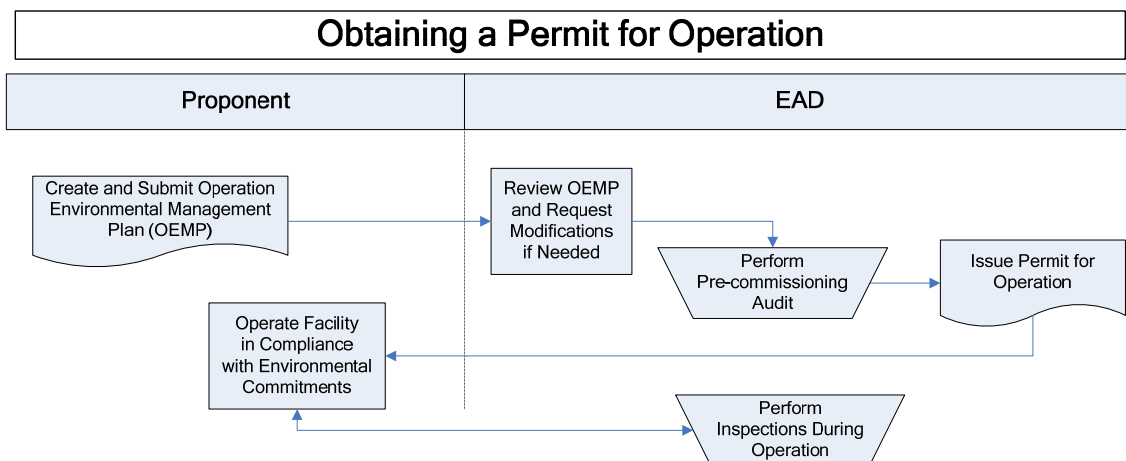 Obtaining a Permit for Operation
Proponent
EAD
Create and Submit Operation
Environmental Management
Plan (OEMP)
Review OEMP
and Request
Modifications
if Needed
Perform
Pre-commissioning
Audit
Issue Permit for
Operation
Operate Facility
in Compliance
with Environmental
Commitments
Perform
Inspections During
Operation